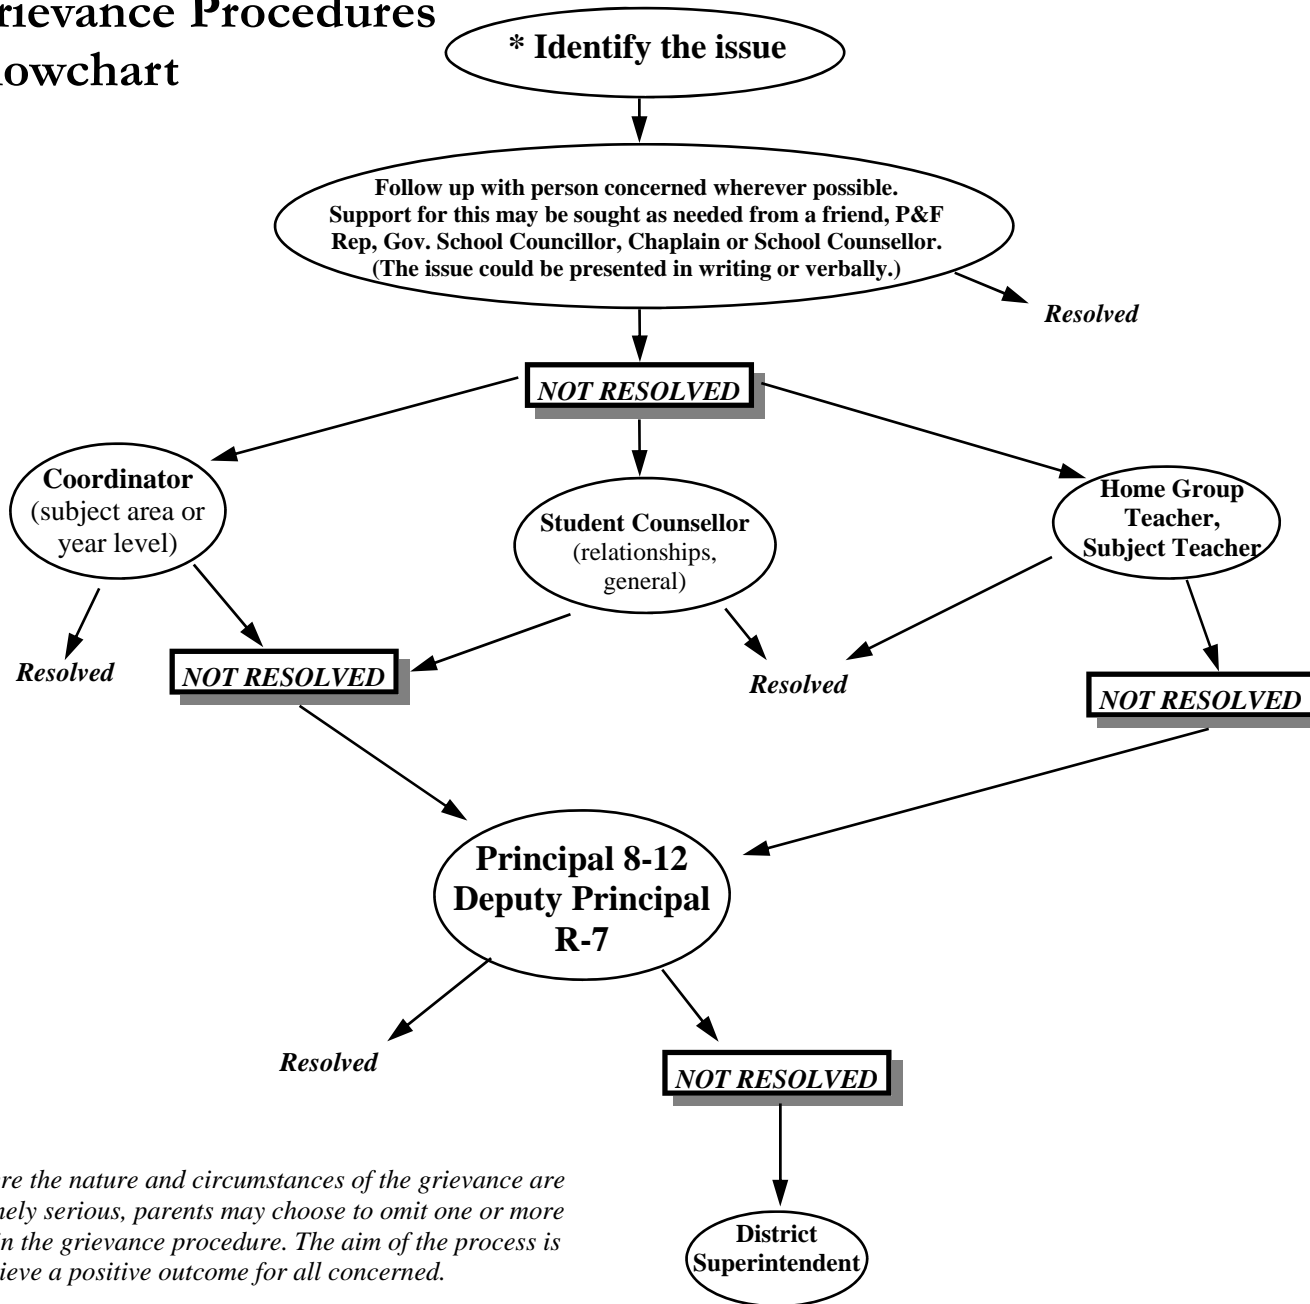 rievance Procedures
lowchart
* Identify the issue
Follow up with person concerned wherever possible.
Support for this may be sought as needed from a friend, P&F
Rep, Gov. School Councillor, Chaplain or School Counsellor.
(The issue could be presented in writing or verbally.)
Resolved
NOT RESOLVED
Coordinator
(subject area or
year level)
Student Counsellor
(relationships,
general)
Home Group
Teacher,
Subject Teacher
Resolved
NOT RESOLVED
Resolved
NOT RESOLVED
Principal 8-12
Deputy Principal
R-7
Resolved
NOT RESOLVED
re the nature and circumstances of the grievance are
nely serious, parents may choose to omit one or more
n the grievance procedure. The aim of the process is
ieve a positive outcome for all concerned.
District
Superintendent